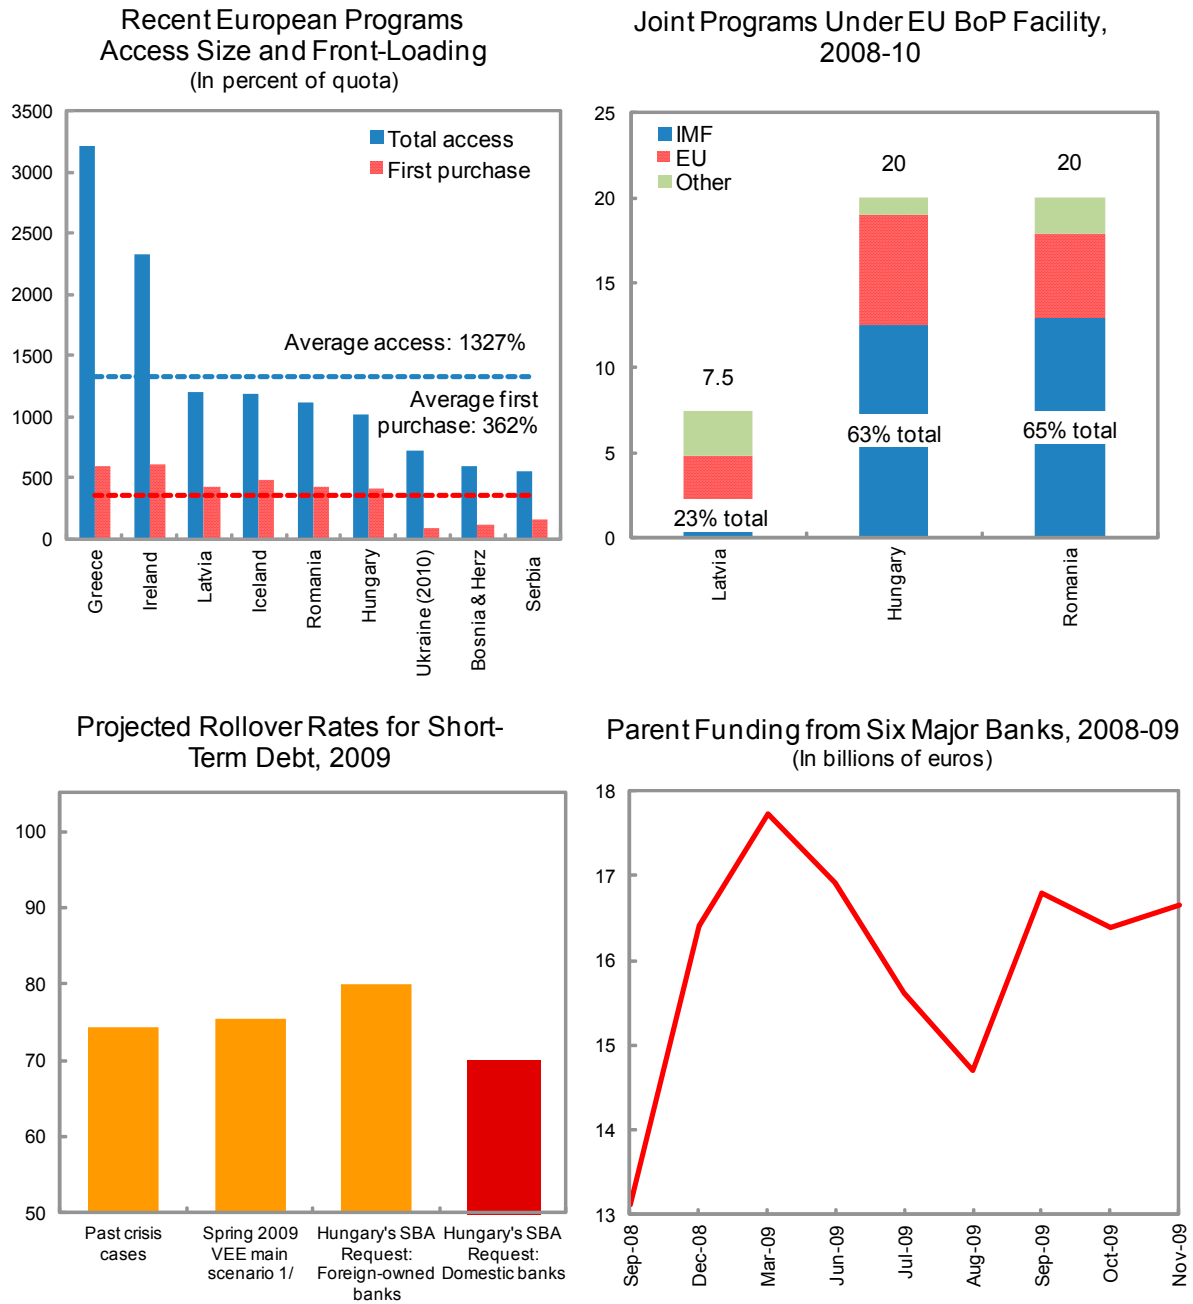 Recent European Programs
Access Size and Front-Loading
(In percent of quota)
3500
3000
2500
2000
1500
1000
500
0
Total access
First purchase
Average access: 1327%
Average first
purchase: 362%
Greece
Ireland
Latvia
Iceland
Romania
Hungary
Ukraine (2010)
Bosnia & Herz
Serbia
Joint Programs Under EU BoP Facility,
2008-10
25
20
15
10
5
0
IMF
EU
Other
7.5
20
20
23% total
63% total
65% total
Latvia
Hungary
Romania
Projected Rollover Rates for Short-
Term Debt, 2009
100
90
80
70
60
50
Past crisis
cases
Spring 2009
VEE main
scenario 1/
Hungary's SBA
Request:
Foreign-owned
banks
Hungary's SBA
Request:
Domestic banks
Parent Funding from Six Major Banks, 2008-09
(In billions of euros)
18
17
16
15
14
13
Sep-08
Dec-08
Mar-09
Jun-09
Jul-09
Aug-09
Sep-09
Oct-09
Nov-09